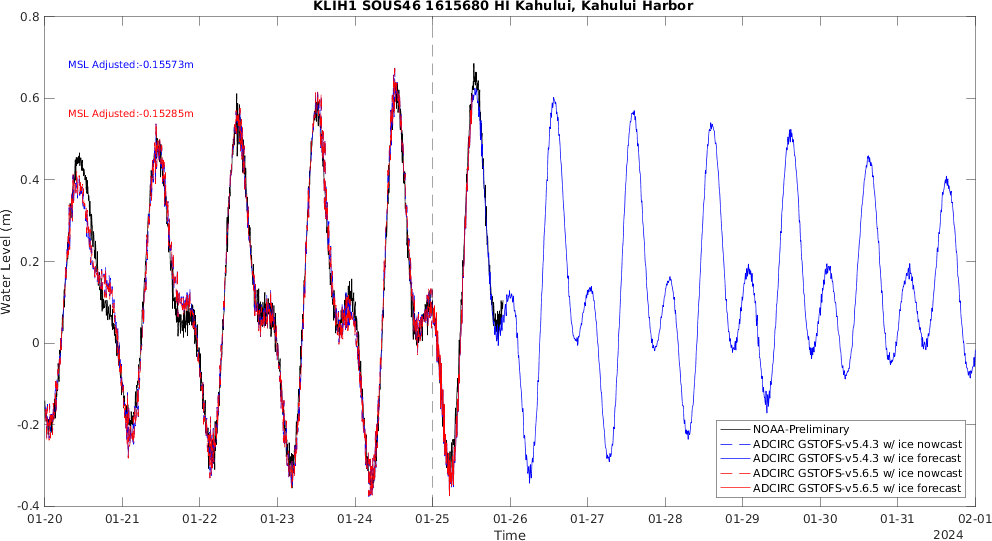 KLIH1 SOUS46 1615680 HI Kahului, Kahului Harbor
0.8
0.6
0.4
0.2
0
-0.2
-0.4
Water Level (m)
MSL Adjusted:-0.15573m
MSL Adjusted:-0.15285m
NOAA-Preliminary
ADCIRC GSTOFS-v5.4.3 w/ ice nowcast
ADCIRC GSTOFS-v5.4.3 w/ ice forecast
ADCIRC GSTOFS-v5.6.5 w/ ice nowcast
ADCIRC GSTOFS-v5.6.5 w/ ice forecast
01-20 01-21 01-22 01-23 01-24 01-25 01-26 01-27 01-28 01-29 01-30 01-31 02-01
Time
2024